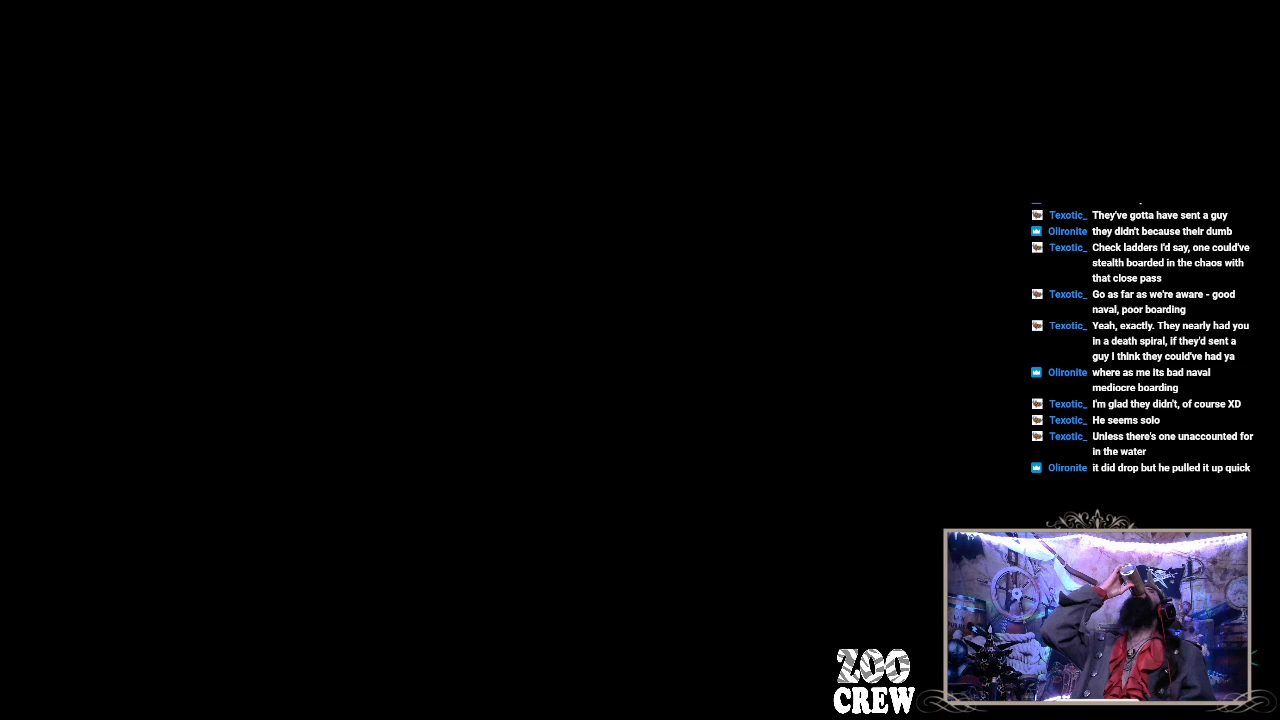 Texotic_ They've gotta have sent a guy
Olironite they didn't because their dumb
Texotic_ Check ladders I'd say, one could've
stealth boarded in the chaos with
that close pass
Texotic_ Go as far as we're aware - good
naval, poor boarding
Texotic_ Yeah, exactly. They nearly had you
in a death spiral, if they'd sent a
guy I think they could've had ya
Olironite where as me its bad naval
mediocre boarding
Texotic_ I'm glad they didn't, of course XD
Texotic_ He seems solo
Texotic_ Unless there's one unaccounted for
in the water
Olironite it did drop but he pulled it up quick
ZOO
CREW